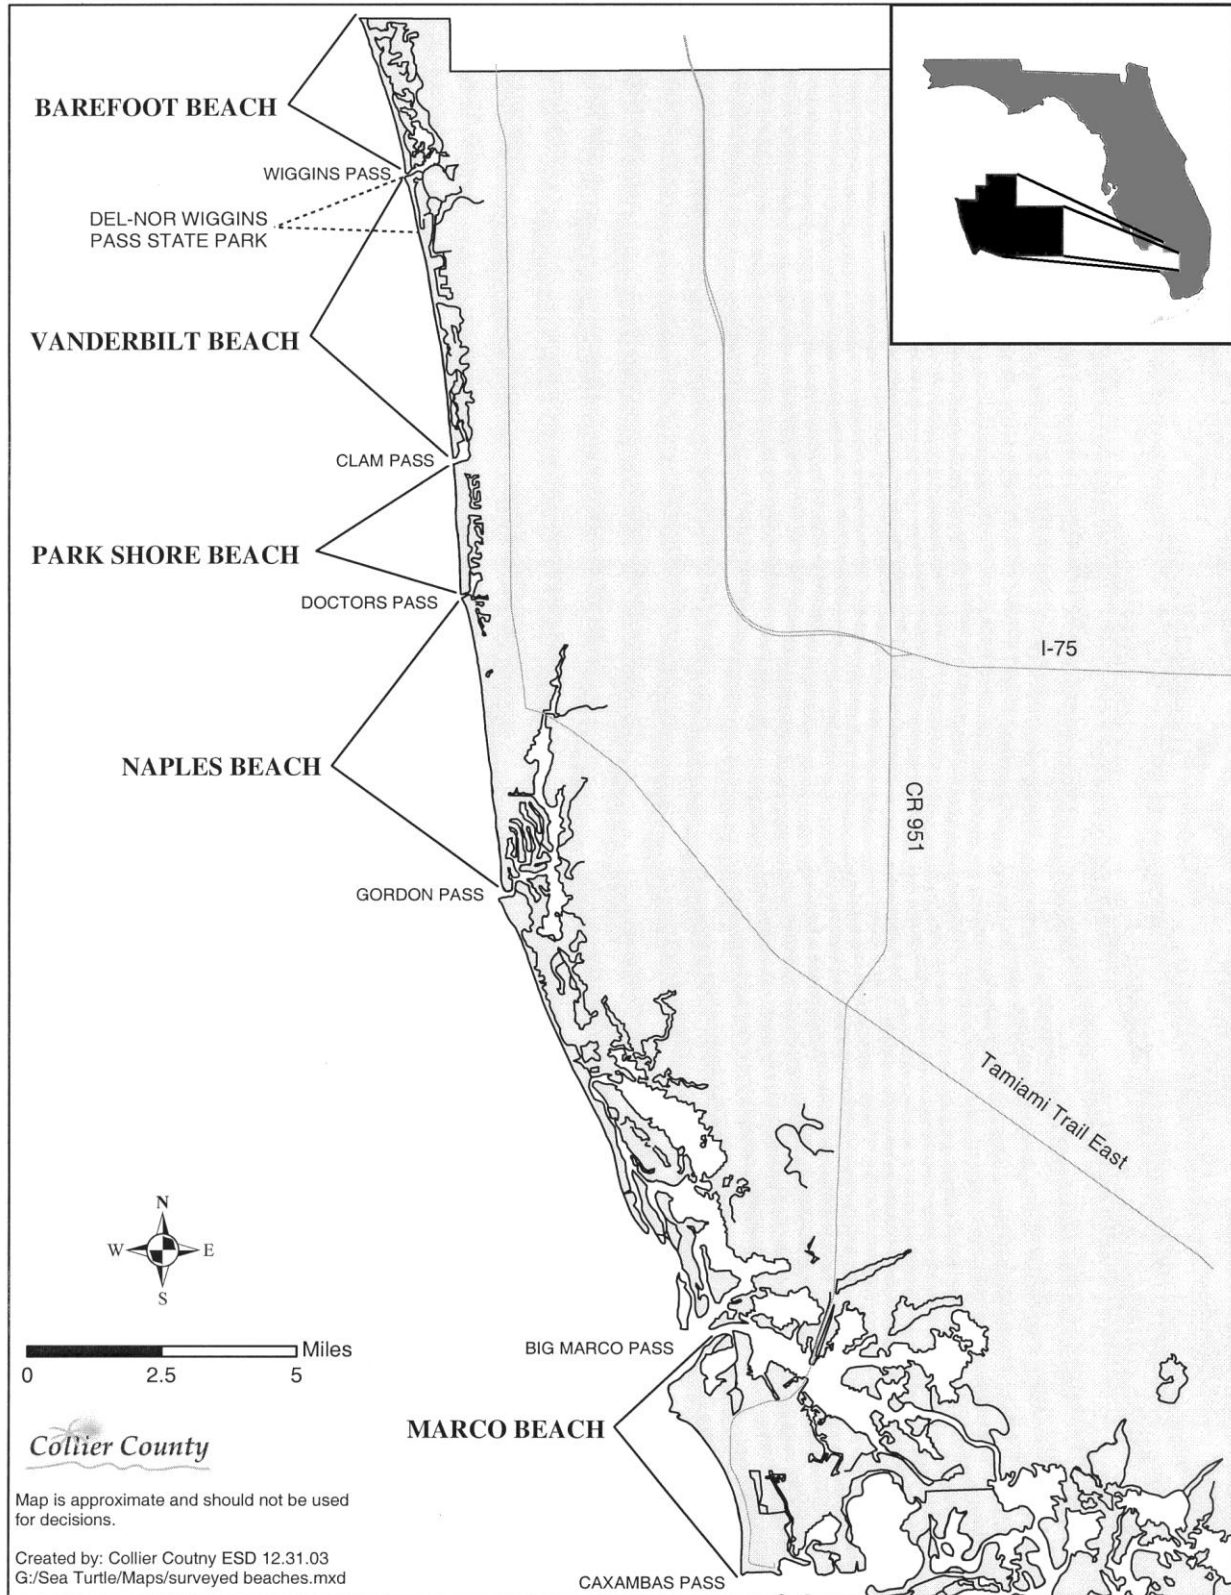 BAREFOOT BEACH
WIGGINS PASS
DEL-NOR WIGGINS
PASS STATE PARK
VANDERBILT BEACH
CLAM PASS
PARK SHORE BEACH
DOCTORS PASS
I-75
NAPLES BEACH
CR 951
GORDON PASS
Tamiami Trail East
N
W E
S
BIG MARCO PASS
Miles
0 2.5 5
MARCO BEACH
Collier County
Map is approximate and should not be used
for decisions.
Created by: Collier Coutny ESD 12.31.03
G:/Sea Turtle/Maps/surveyed beaches.mxd
CAXAMBAS PASS